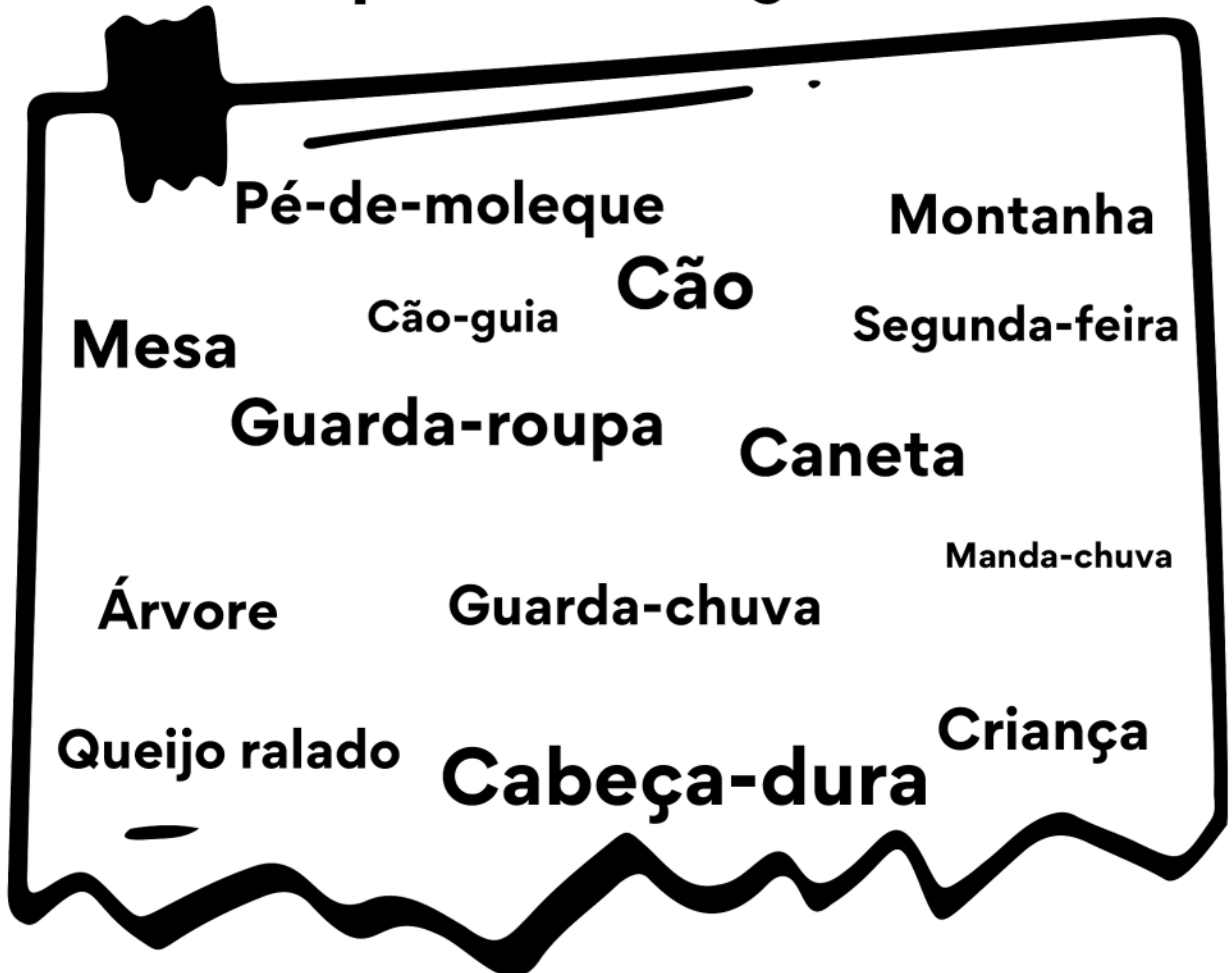 Pé-de-moleque
Montanha
Cão
Cão-guia
Segunda-feira
Mesa
Guarda-roupa
Caneta
Manda-chuva
Árvore
Guarda-chuva
Queijo ralado
Criança
Cabeça-dura